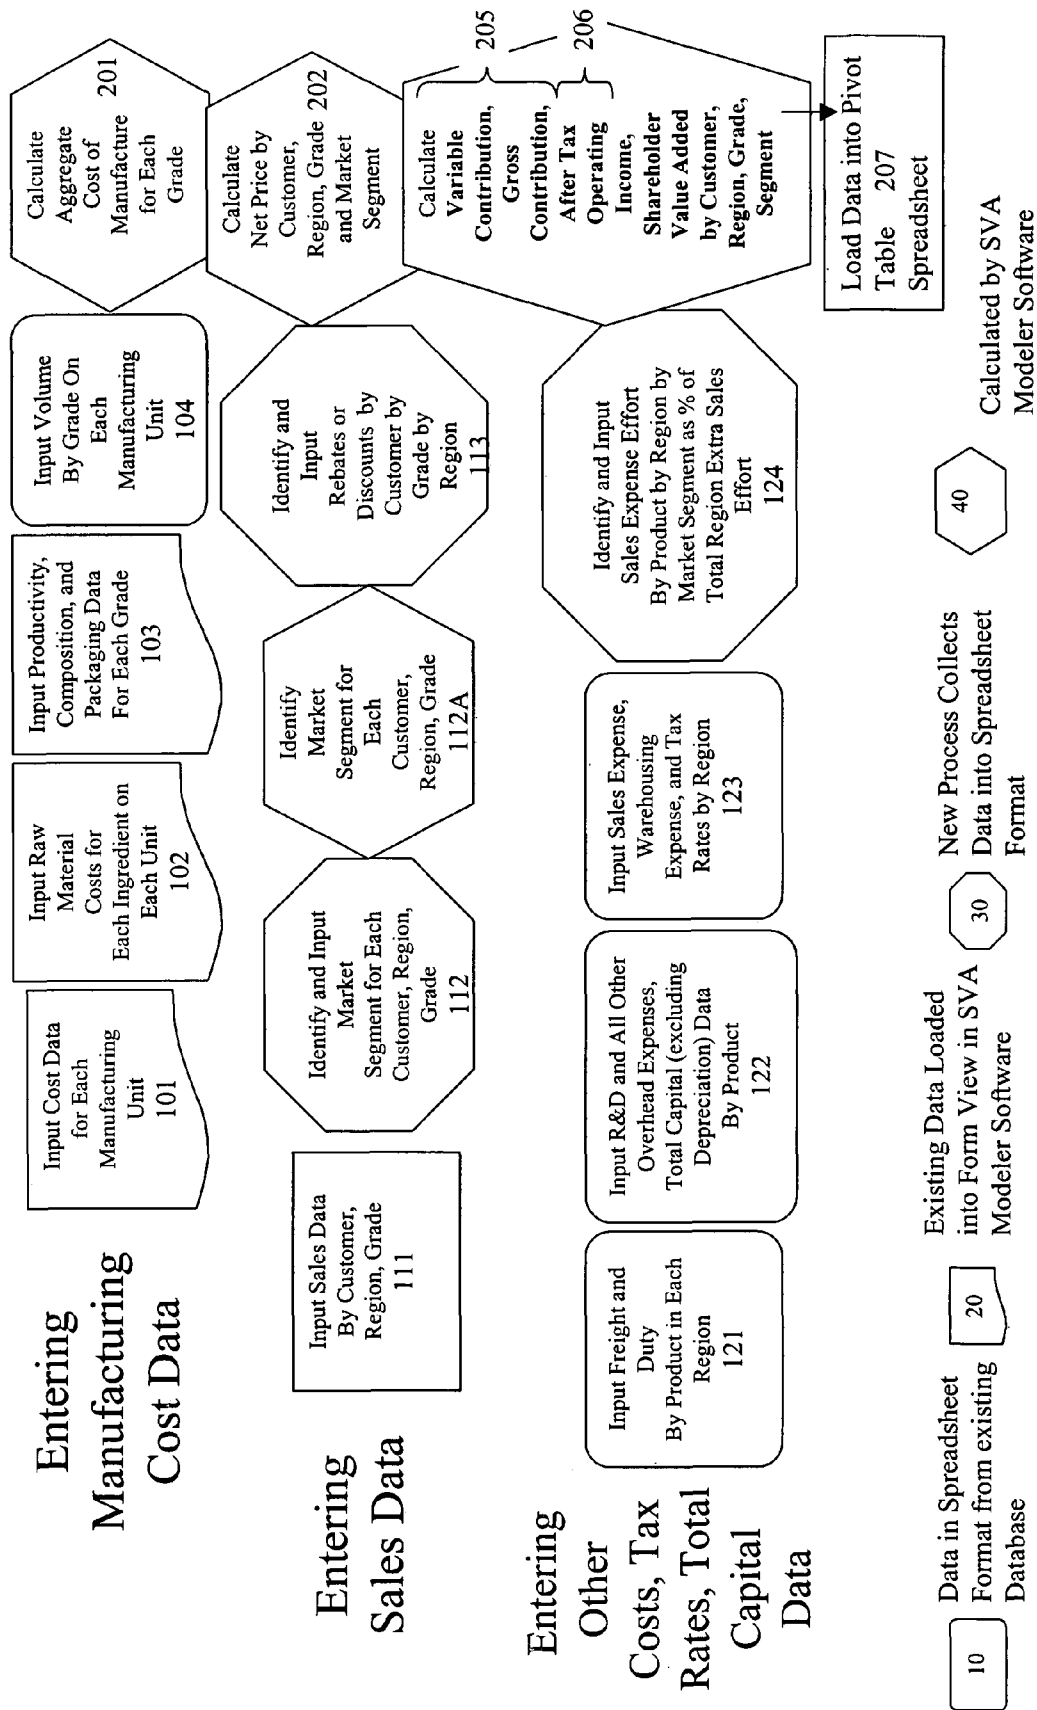 Entering
Manufacturing
Cost Data
Input Cost Data
for Each
Manufacturing
Unit
101
Input Raw
Material
Costs for
Each Ingredient on
Each Unit
102
Input Productivity,
Composition, and
Packaging Data
For Each Grade
103
Input Volume
By Grade On
Each
Manufacturing
Unit
104
Calculate
Aggregate
Cost of
Manufacture
for Each
Grade
201
Entering
Sales Data
Input Sales Data
By Customer,
Region, Grade
111
Identify and Input
Market
Segment for Each
Customer, Region,
Grade
112
Identify
Market
Segment for
Each
Customer,
Region, Grade
112A
Identify and
Input
Rebates or
Discounts by
Customer by
Grade by
Region
113
Calculate
Net Price by
Customer,
Region, Grade 202
and Market
Segment
Entering
Other
Costs, Tax
Rates, Total
Capital
Data
Input Freight and
Duty
By Product in Each
Region
121
Input R&D and All Other
Overhead Expenses,
Total Capital (excluding
Depreciation) Data
By Product
122
Input Sales Expense,
Warehousing
Expense, and Tax
Rates by Region
123
Identify and Input
Sales Expense Effort
By Product by Region by
Market Segment as % of
Total Region Extra Sales
Effort
124
Calculate
Variable
Contribution,
Gross
Contribution,
After Tax
Operating
Income,
Shareholder
Value Added
by Customer,
Region, Grade,
Segment
205
206
Load Data into Pivot
Table 207
Spreadsheet
10
Data in Spreadsheet
Format from existing
Database
20
Existing Data Loaded
into Form View in SVA
Modeler Software
30
New Process Collects
Data into Spreadsheet
Format
40
Calculated by SVA
Modeler Software